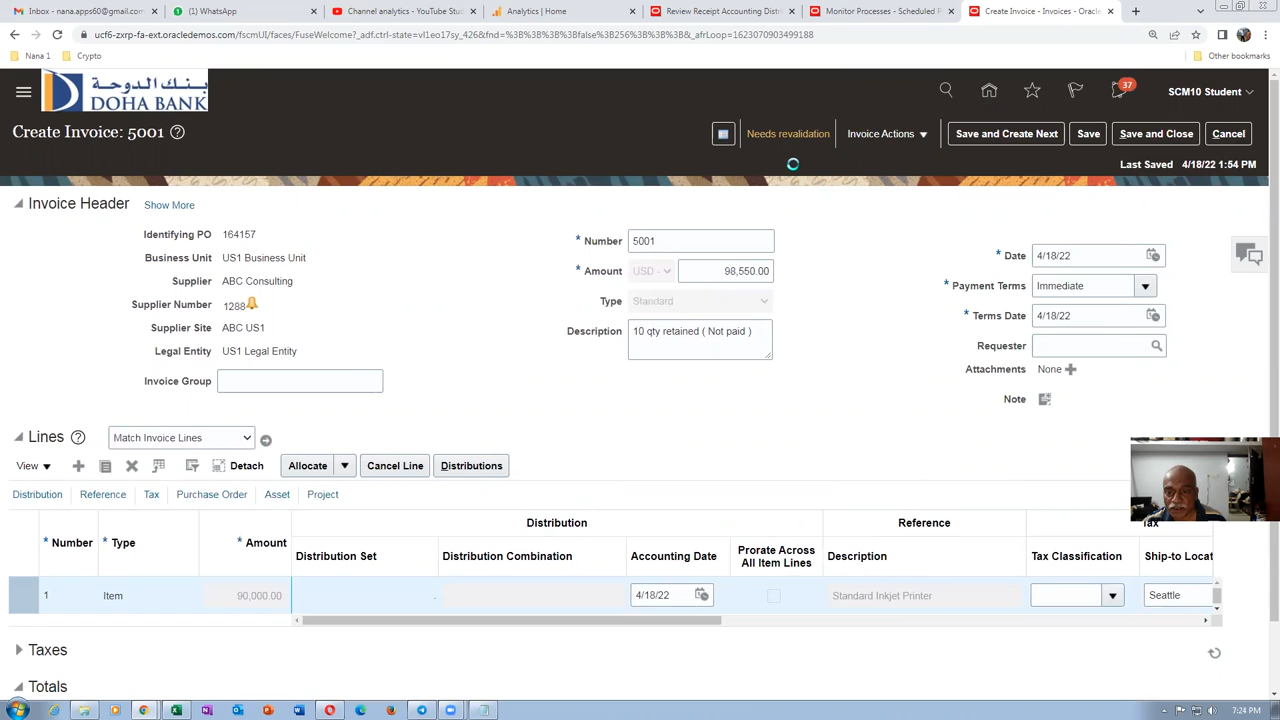 Inbox - nana.apps60@gmail.com
(1) WhatsApp
Channel analytics - YouTube Stu
Analytics | Home
Review Receipt Accounting Dist
Monitor Processes - Scheduled P
Create Invoice - Invoices - Oracle
ucf6-zxrp-fa-ext.oracledemos.com/fscmUI/faces/FuseWelcome?_adf.ctrl-state=vl1eo17sy_426&fnd=%3B%3B%3B%3Bfalse%3B256%3B%3B%3B&_afrLoop=1623070903499188
Nana 1
Crypto
Other bookmarks
بنك الدوحة
DOHA BANK
37
SCM10 Student
Create Invoice: 5001
Needs revalidation
Invoice Actions
Save and Create Next
Save
Save and Close
Cancel
Last Saved 4/18/22 1:54 PM
Invoice Header
Show More
Identifying PO 164157
Business Unit US1 Business Unit
Supplier ABC Consulting
Supplier Number 1288
Supplier Site ABC US1
Legal Entity US1 Legal Entity
Invoice Group
* Number 5001
* Amount USD - 98,550.00
Type Standard
Description 10 qty retained ( Not paid )
* Date 4/18/22
* Payment Terms Immediate
* Terms Date 4/18/22
Requester
Attachments None
Note
Lines
Match Invoice Lines
View
Detach
Allocate
Cancel Line
Distributions
Distribution
Reference
Tax
Purchase Order
Asset
Project
Distribution
Reference
* Number
* Type
* Amount
Distribution Set
Distribution Combination
Accounting Date
Prorate Across
All Item Lines
Description
Tax Classification
Ship-to Locat
1
Item
90,000.00
4/18/22
Standard Inkjet Printer
Seattle
Taxes
Totals
7:24 PM